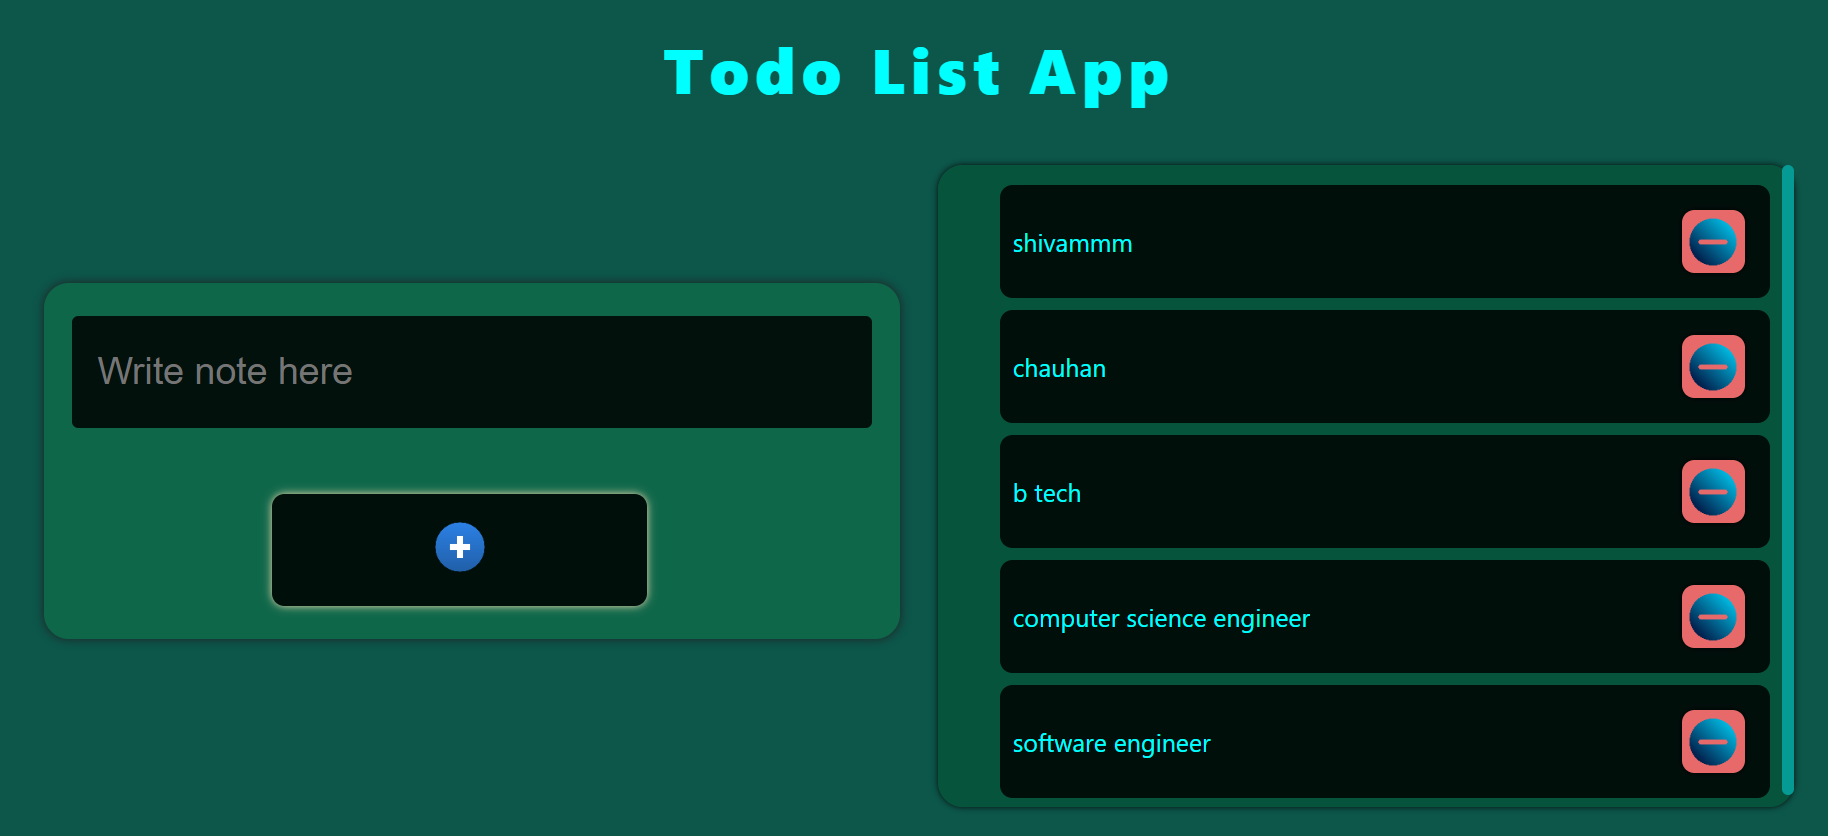 Todo List App
Write note here
shivammm
chauhan
b tech
computer science engineer
software engineer